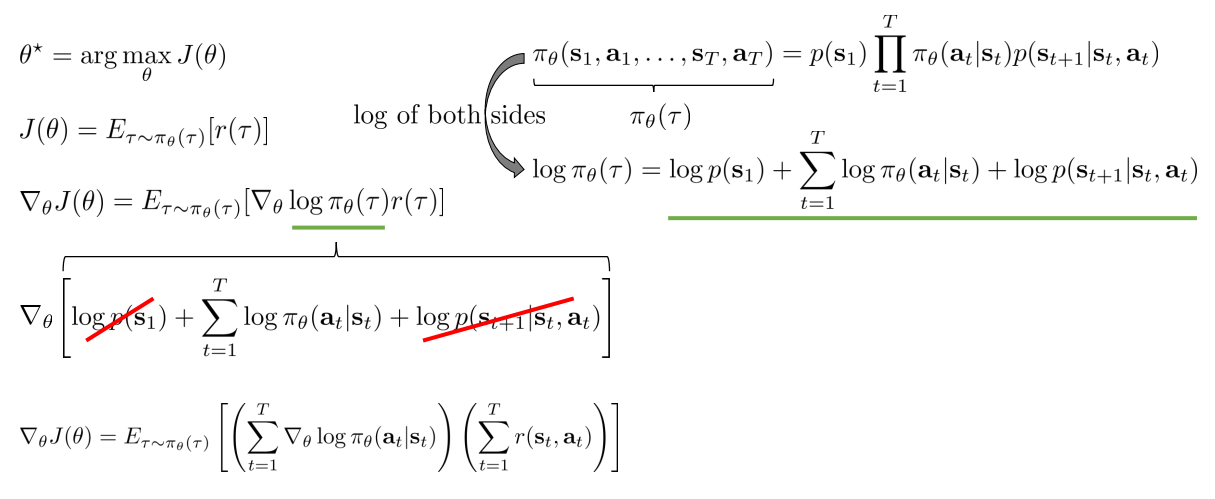 θ⋆ = arg max_θ J(θ)
π_θ(s_1, a_1, . . . , s_T, a_T) = p(s_1) ∏_{t=1}^{T} π_θ(a_t|s_t)p(s_{t+1}|s_t, a_t)
π_θ(τ)
log of both sides
J(θ) = E_{τ∼π_θ(τ)}[r(τ)]
log π_θ(τ) = log p(s_1) + ∑_{t=1}^{T} log π_θ(a_t|s_t) + log p(s_{t+1}|s_t, a_t)
∇_θ J(θ) = E_{τ∼π_θ(τ)}[∇_θ log π_θ(τ)r(τ)]
∇_θ [log p(s_1) + ∑_{t=1}^{T} log π_θ(a_t|s_t) + log p(s_{t+1}|s_t, a_t)]
∇_θ J(θ) = E_{τ∼π_θ(τ)} [(∑_{t=1}^{T} ∇_θ log π_θ(a_t|s_t)) (∑_{t=1}^{T} r(s_t, a_t))]